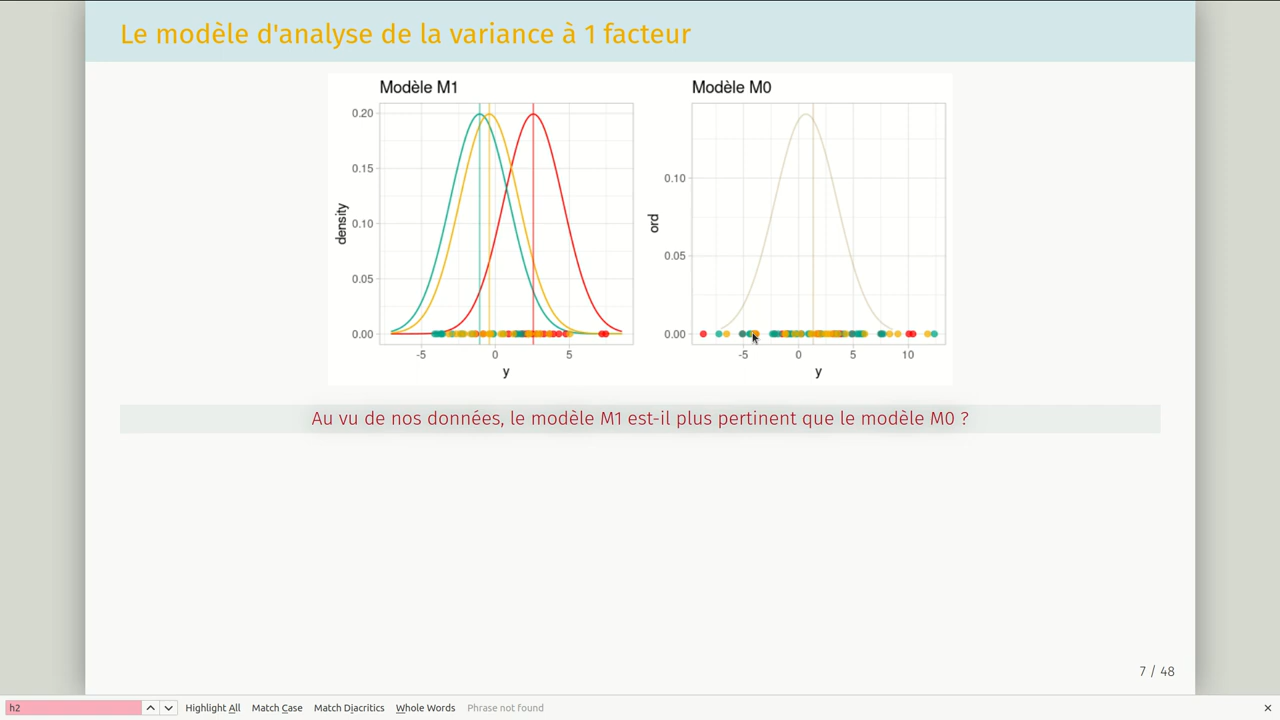 Le modèle d'analyse de la variance à 1 facteur
Modèle M1
0.20
0.15
0.10
0.05
0.00
density
-5
0
5
y
Modèle M0
0.10
0.05
0.00
ord
-5
0
5
10
y
Au vu de nos données, le modèle M1 est-il plus pertinent que le modèle M0 ?
7 / 48
h2
Highlight All
Match Case
Match Diacritics
Whole Words
Phrase not found